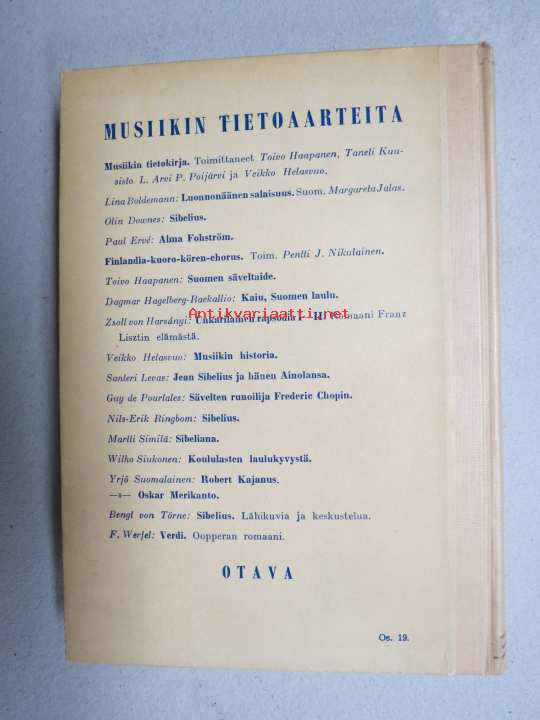 MUSIIKIN TIETOAARTEITA
Musiikin tietokirja. Toimittaneet Toivo Haapanen, Taneli Kuu-
sisto L. Arvi P. Poijärvi ja Veikko Helasvuo.
Lina Boldemann: Luonnonäänen salaisuus. Suom. Margareta Jalas.
Olin Downes: Sibelius.
Paul Ervé: Alma Fohström.
Finlandia-kuoro-kören-chorus. Toim. Pentti J. Nikulainen.
Toivo Haapanen: Suomen säveltaide.
Dagmar Hagelberg-Raekallio: Kaiu, Suomen laulu.
Zsolt von Harsányi: Unkarilainen rapsodia I—II. Romaani Franz
Lisztin elämästä.
Antikvariaatti.net
Veikko Helasvuo: Musiikin historia.
Santeri Levas: Jean Sibelius ja hänen Ainolansa.
Guy de Pourtales: Sävelten runoilija Frederic Chopin.
Nils-Erik Ringbom: Sibelius.
Martti Similä: Sibeliana.
Wilho Siukonen: Koululasten laulukyvystä.
Yrjö Suomalainen: Robert Kajanus.
—»— Oskar Merikanto.
Bengt von Törne: Sibelius. Lähikuvia ja keskustelua.
F. Werfel: Verdi. Oopperan romaani.
OTAVA
Os. 19.